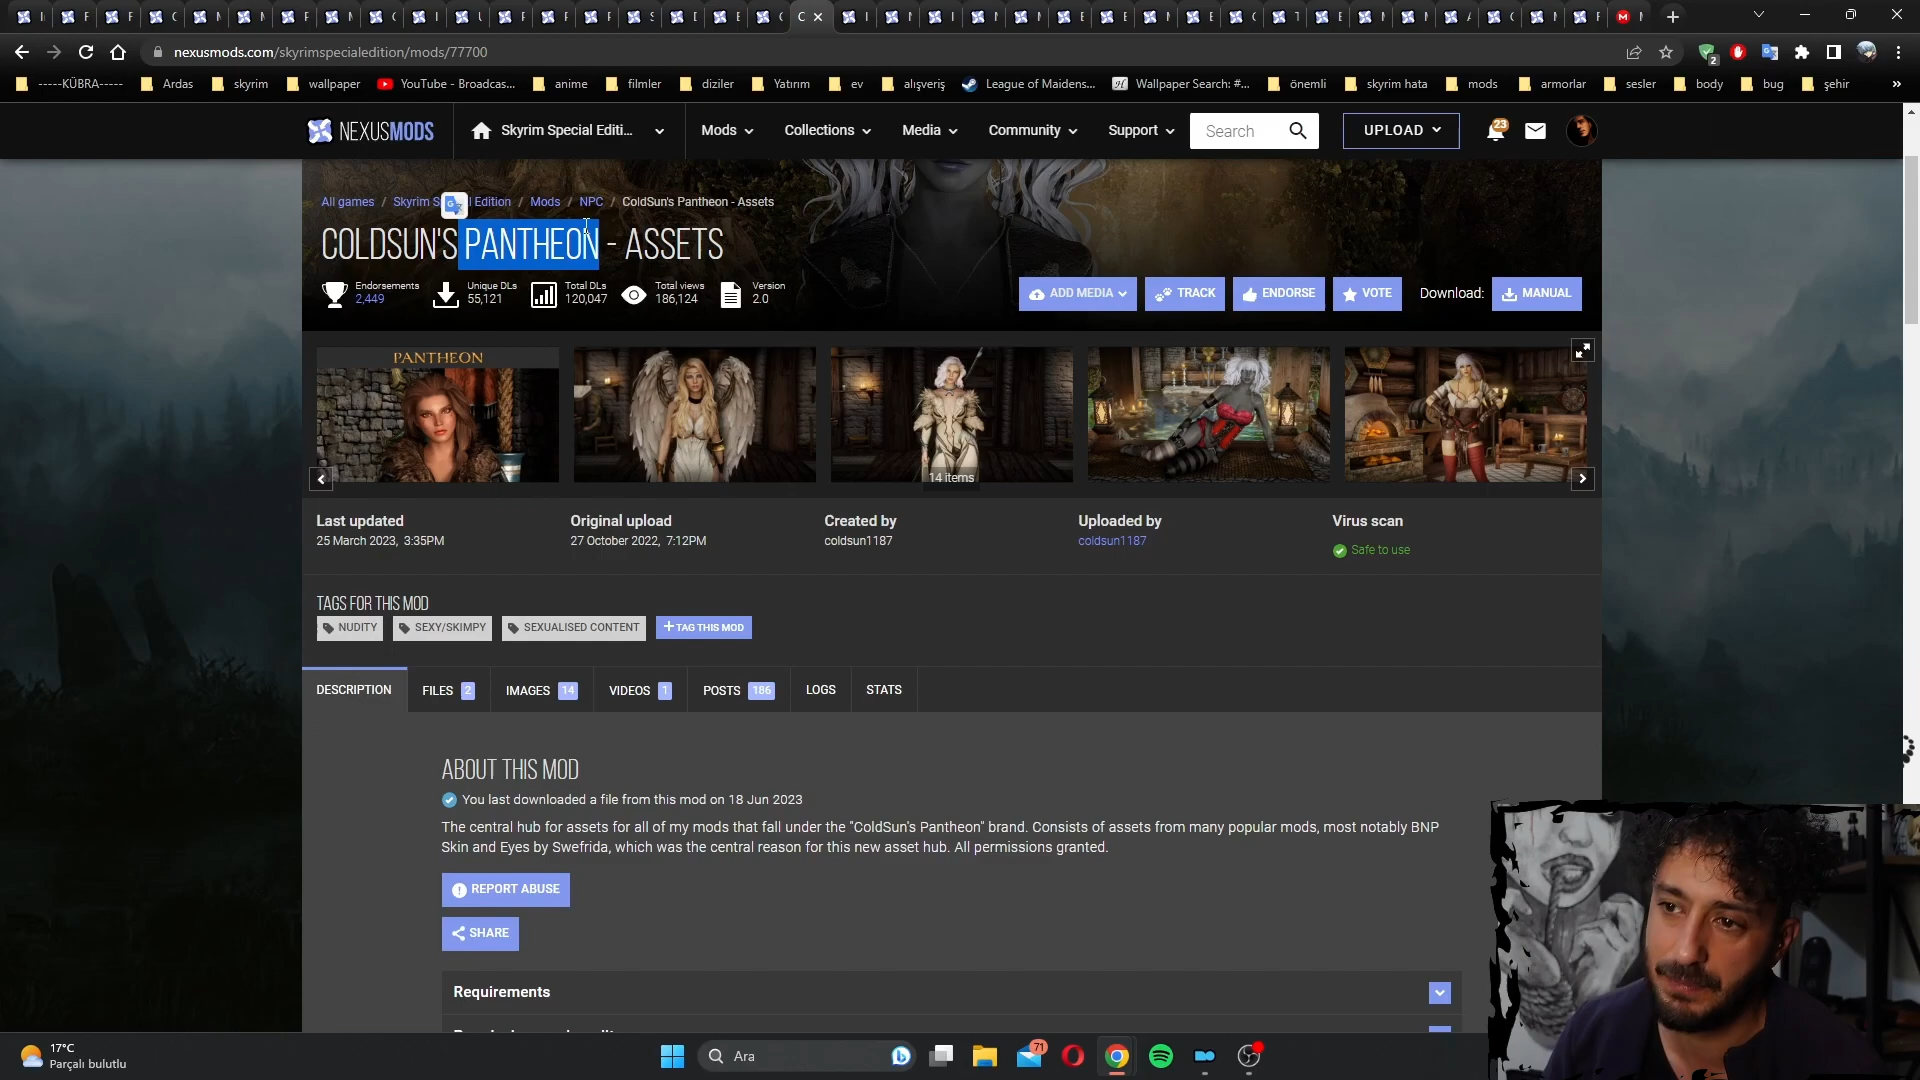 nexusmods.com/skyrimspecialedition/mods/77700
2
-----KÜBRA-----
Ardas
skyrim
wallpaper
YouTube - Broadcas...
anime
filmler
diziler
Yatırım
ev
alışveriş
League of Maidens...
Wallpaper Search: #...
önemli
skyrim hata
mods
armorlar
sesler
body
bug
şehir
NEXUSMODS
Skyrim Special Editi...
Mods
Collections
Media
Community
Support
Search
UPLOAD
23
All games / Skyrim S l Edition / Mods / NPC / ColdSun's Pantheon - Assets
COLDSUN'S PANTHEON - ASSETS
Endorsements
2,449
Unique DLs
55,121
Total DLs
120,047
Total views
186,124
Version
2.0
ADD MEDIA
TRACK
ENDORSE
VOTE
Download:
MANUAL
PANTHEON
14 items
Last updated
25 March 2023, 3:35PM
Original upload
27 October 2022, 7:12PM
Created by
coldsun1187
Uploaded by
coldsun1187
Virus scan
Safe to use
TAGS FOR THIS MOD
NUDITY
SEXY/SKIMPY
SEXUALISED CONTENT
+TAG THIS MOD
DESCRIPTION
FILES 2
IMAGES 14
VIDEOS 1
POSTS 186
LOGS
STATS
ABOUT THIS MOD
You last downloaded a file from this mod on 18 Jun 2023
The central hub for assets for all of my mods that fall under the "ColdSun's Pantheon" brand. Consists of assets from many popular mods, most notably BNP
Skin and Eyes by Swefrida, which was the central reason for this new asset hub. All permissions granted.
REPORT ABUSE
SHARE
Requirements
17°C
Parçalı bulutlu
Ara
71